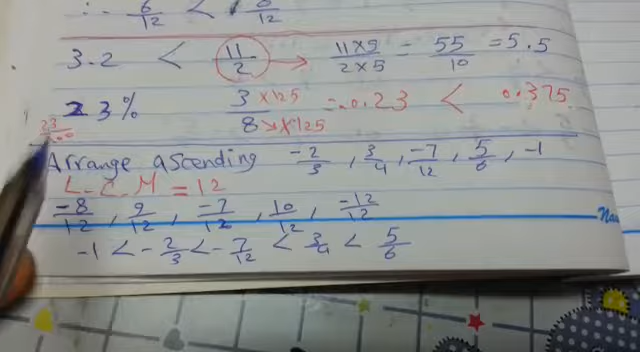 ∴ 6/12 < 8/12
3.2 < 11/2 → 11×5/2×5 = 55/10 = 5.5
23% 3 ×125/8 ××125 = 0.23 < 0.375
23/100
Arrange ascending -2/3 , 3/4 , -7/12 , 5/6 , -1
L.C.M = 12
-8/12 , 9/12 , -7/12 , 10/12 , -12/12
-1 < -2/3 < -7/12 < 3/4 < 5/6